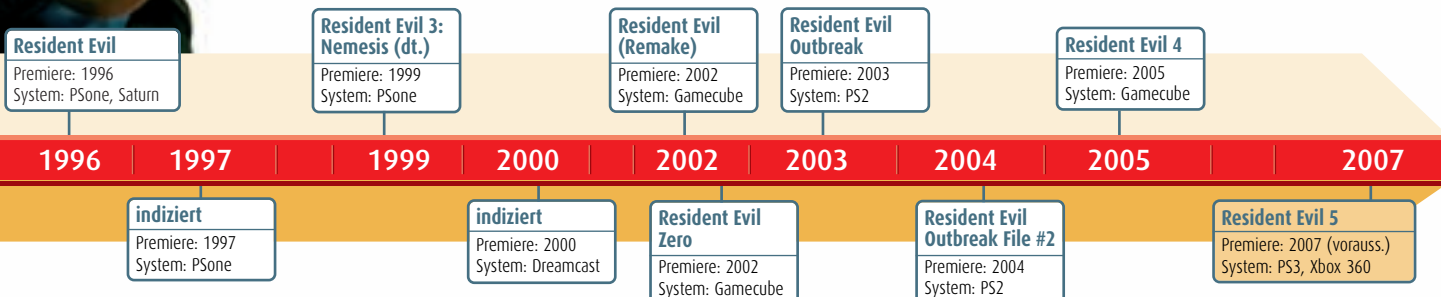 Resident Evil
Premiere: 1996
System: PSone, Saturn
Resident Evil 3:
Nemesis (dt.)
Premiere: 1999
System: PSone
Resident Evil
(Remake)
Premiere: 2002
System: Gamecube
Resident Evil
Outbreak
Premiere: 2003
System: PS2
Resident Evil 4
Premiere: 2005
System: Gamecube
1996 1997 1999 2000 2002 2003 2004 2005 2007
indiziert
Premiere: 1997
System: PSone
indiziert
Premiere: 2000
System: Dreamcast
Resident Evil
Zero
Premiere: 2002
System: Gamecube
Resident Evil
Outbreak File #2
Premiere: 2004
System: PS2
Resident Evil 5
Premiere: 2007 (vorauss.)
System: PS3, Xbox 360